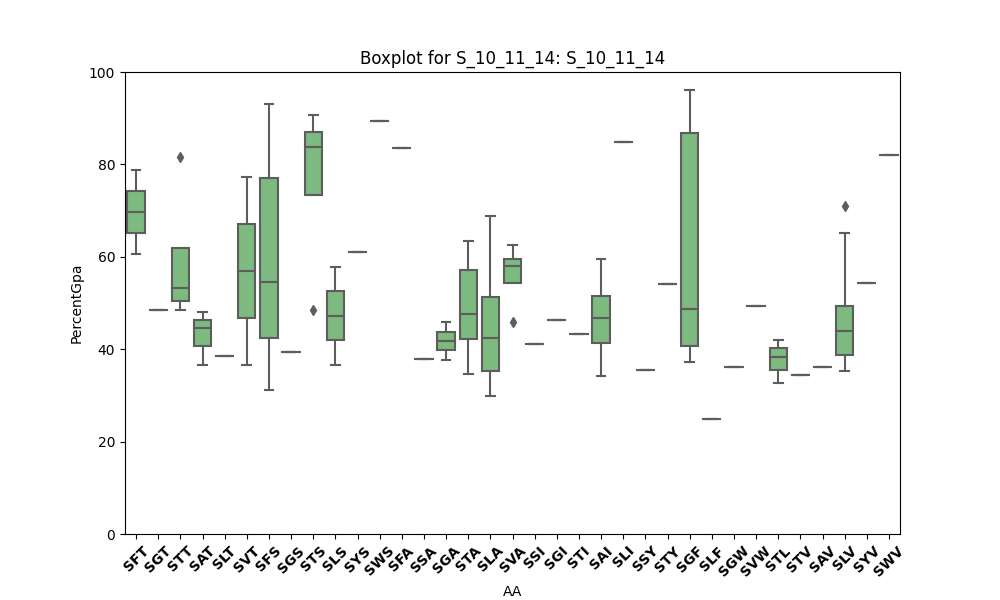 Boxplot for S_10_11_14: S_10_11_14
100
80
60
40
20
0
PercentGpa
SFT SGT STT SAT SLT SVT SFS SGS STS SLS SYS SWS SFA SSA SGA STA SLA SVA SSI SGI STI SAI SLI SSY STY SGF SLF SGW SVW STL STV SAV SLV SYV SWV
AA